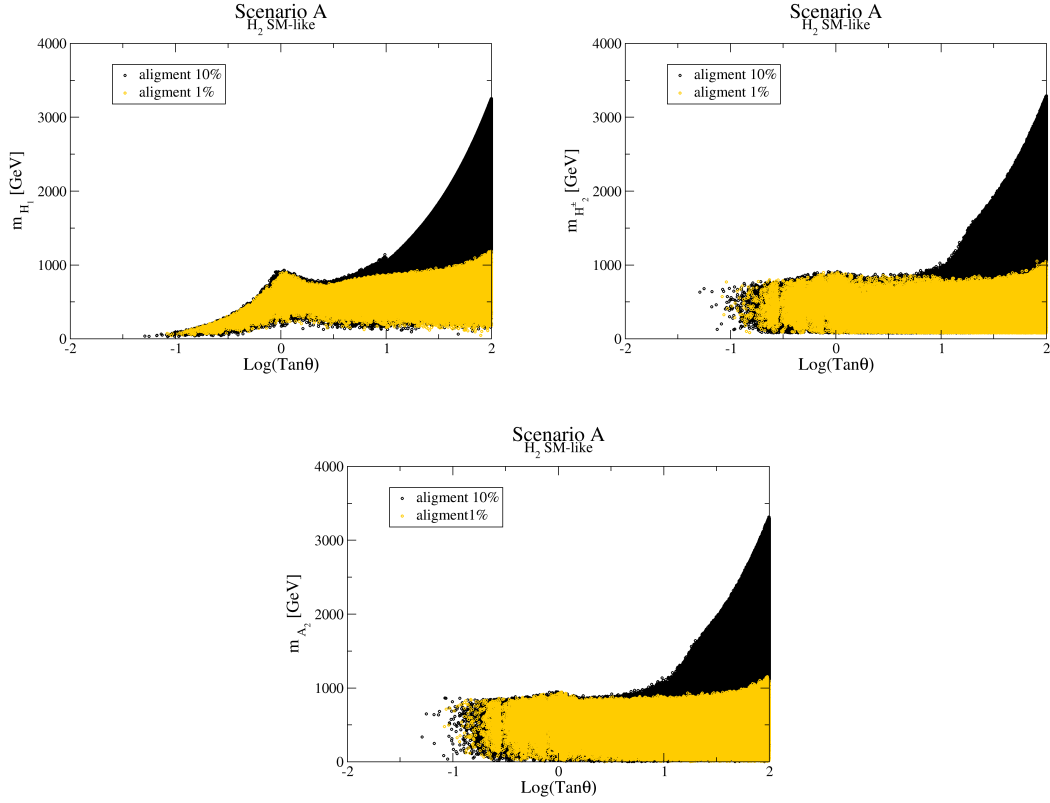 Scenario A
H₂ SM-like
4000
3000
2000
1000
0
-2
-1
0
1
2
m H₁ [GeV]
Log(Tanθ)
aligment 10%
aligment 1%
Scenario A
H₂ SM-like
4000
3000
2000
1000
0
-2
-1
0
1
2
m H₂± [GeV]
Log(Tanθ)
aligment 10%
aligment 1%
Scenario A
H₂ SM-like
4000
3000
2000
1000
0
-2
-1
0
1
2
m A₂ [GeV]
Log(Tanθ)
aligment 10%
aligment1%